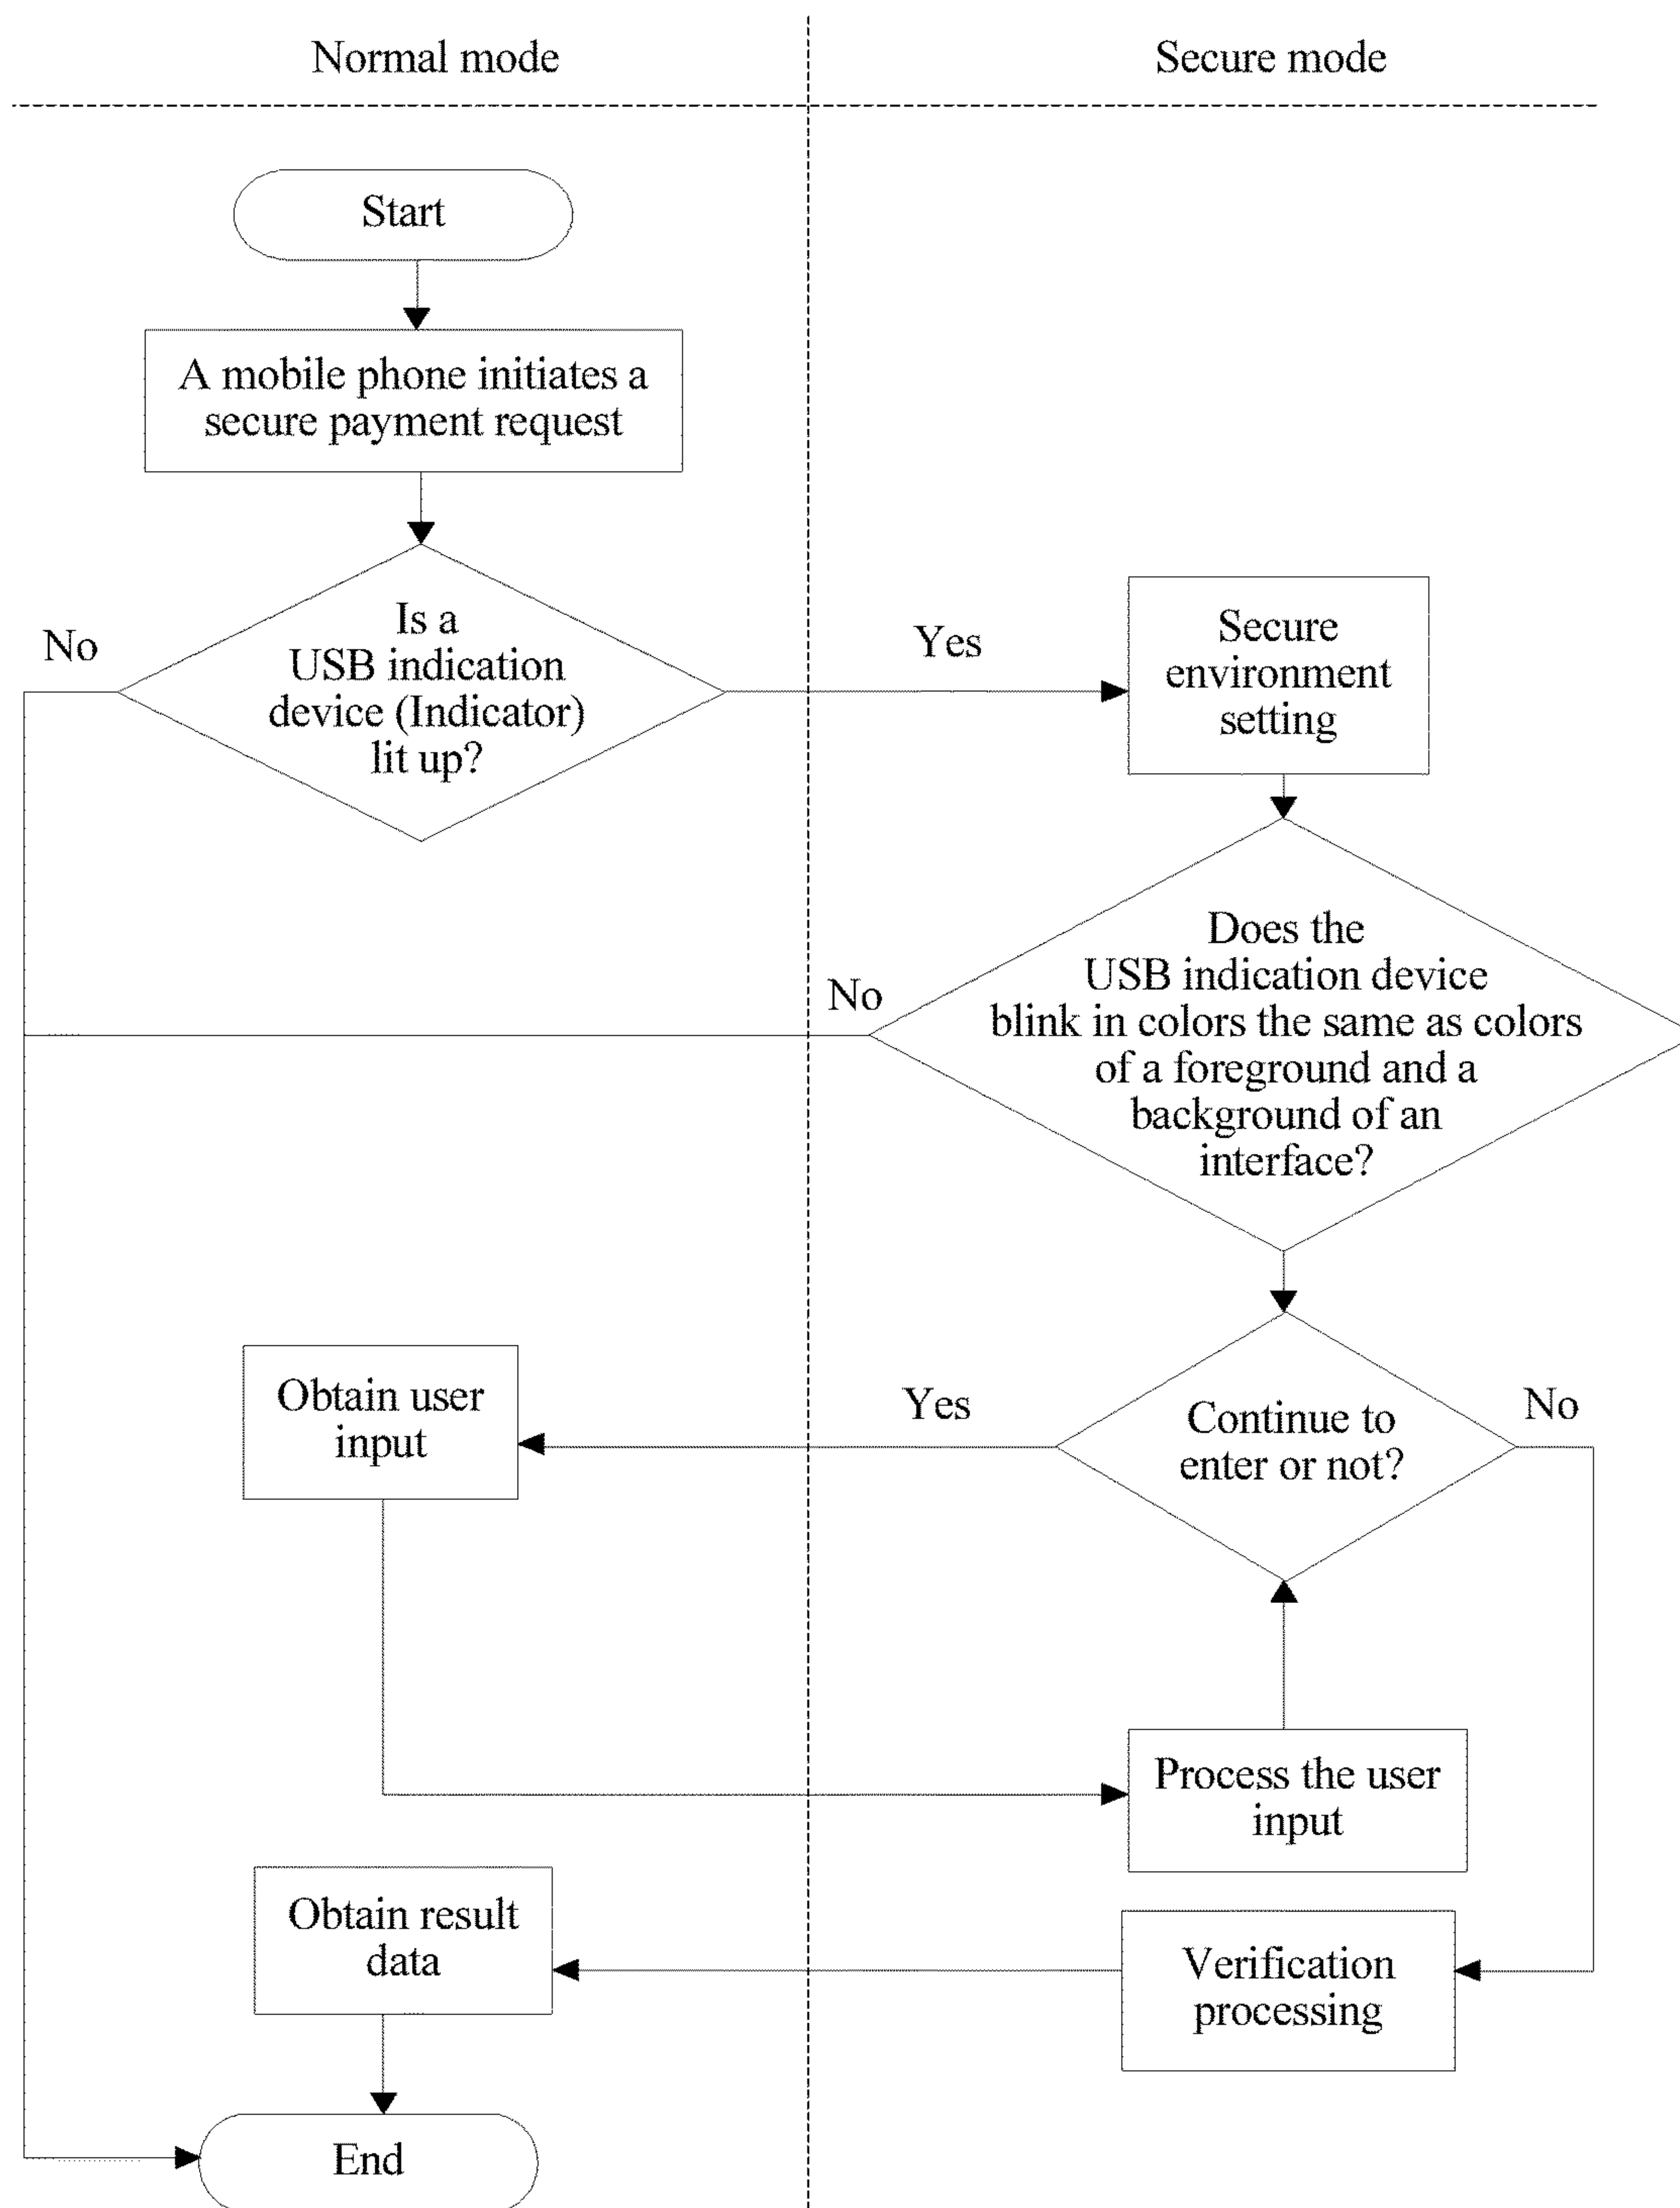 Normal mode
Secure mode
Start
A mobile phone initiates a
secure payment request
Is a
USB indication
device (Indicator)
lit up?
No
Yes
Secure
environment
setting
Does the
USB indication device
blink in colors the same as colors
of a foreground and a
background of an
interface?
No
Continue to
enter or not?
Yes
No
Obtain user
input
Process the user
input
Verification
processing
Obtain result
data
End